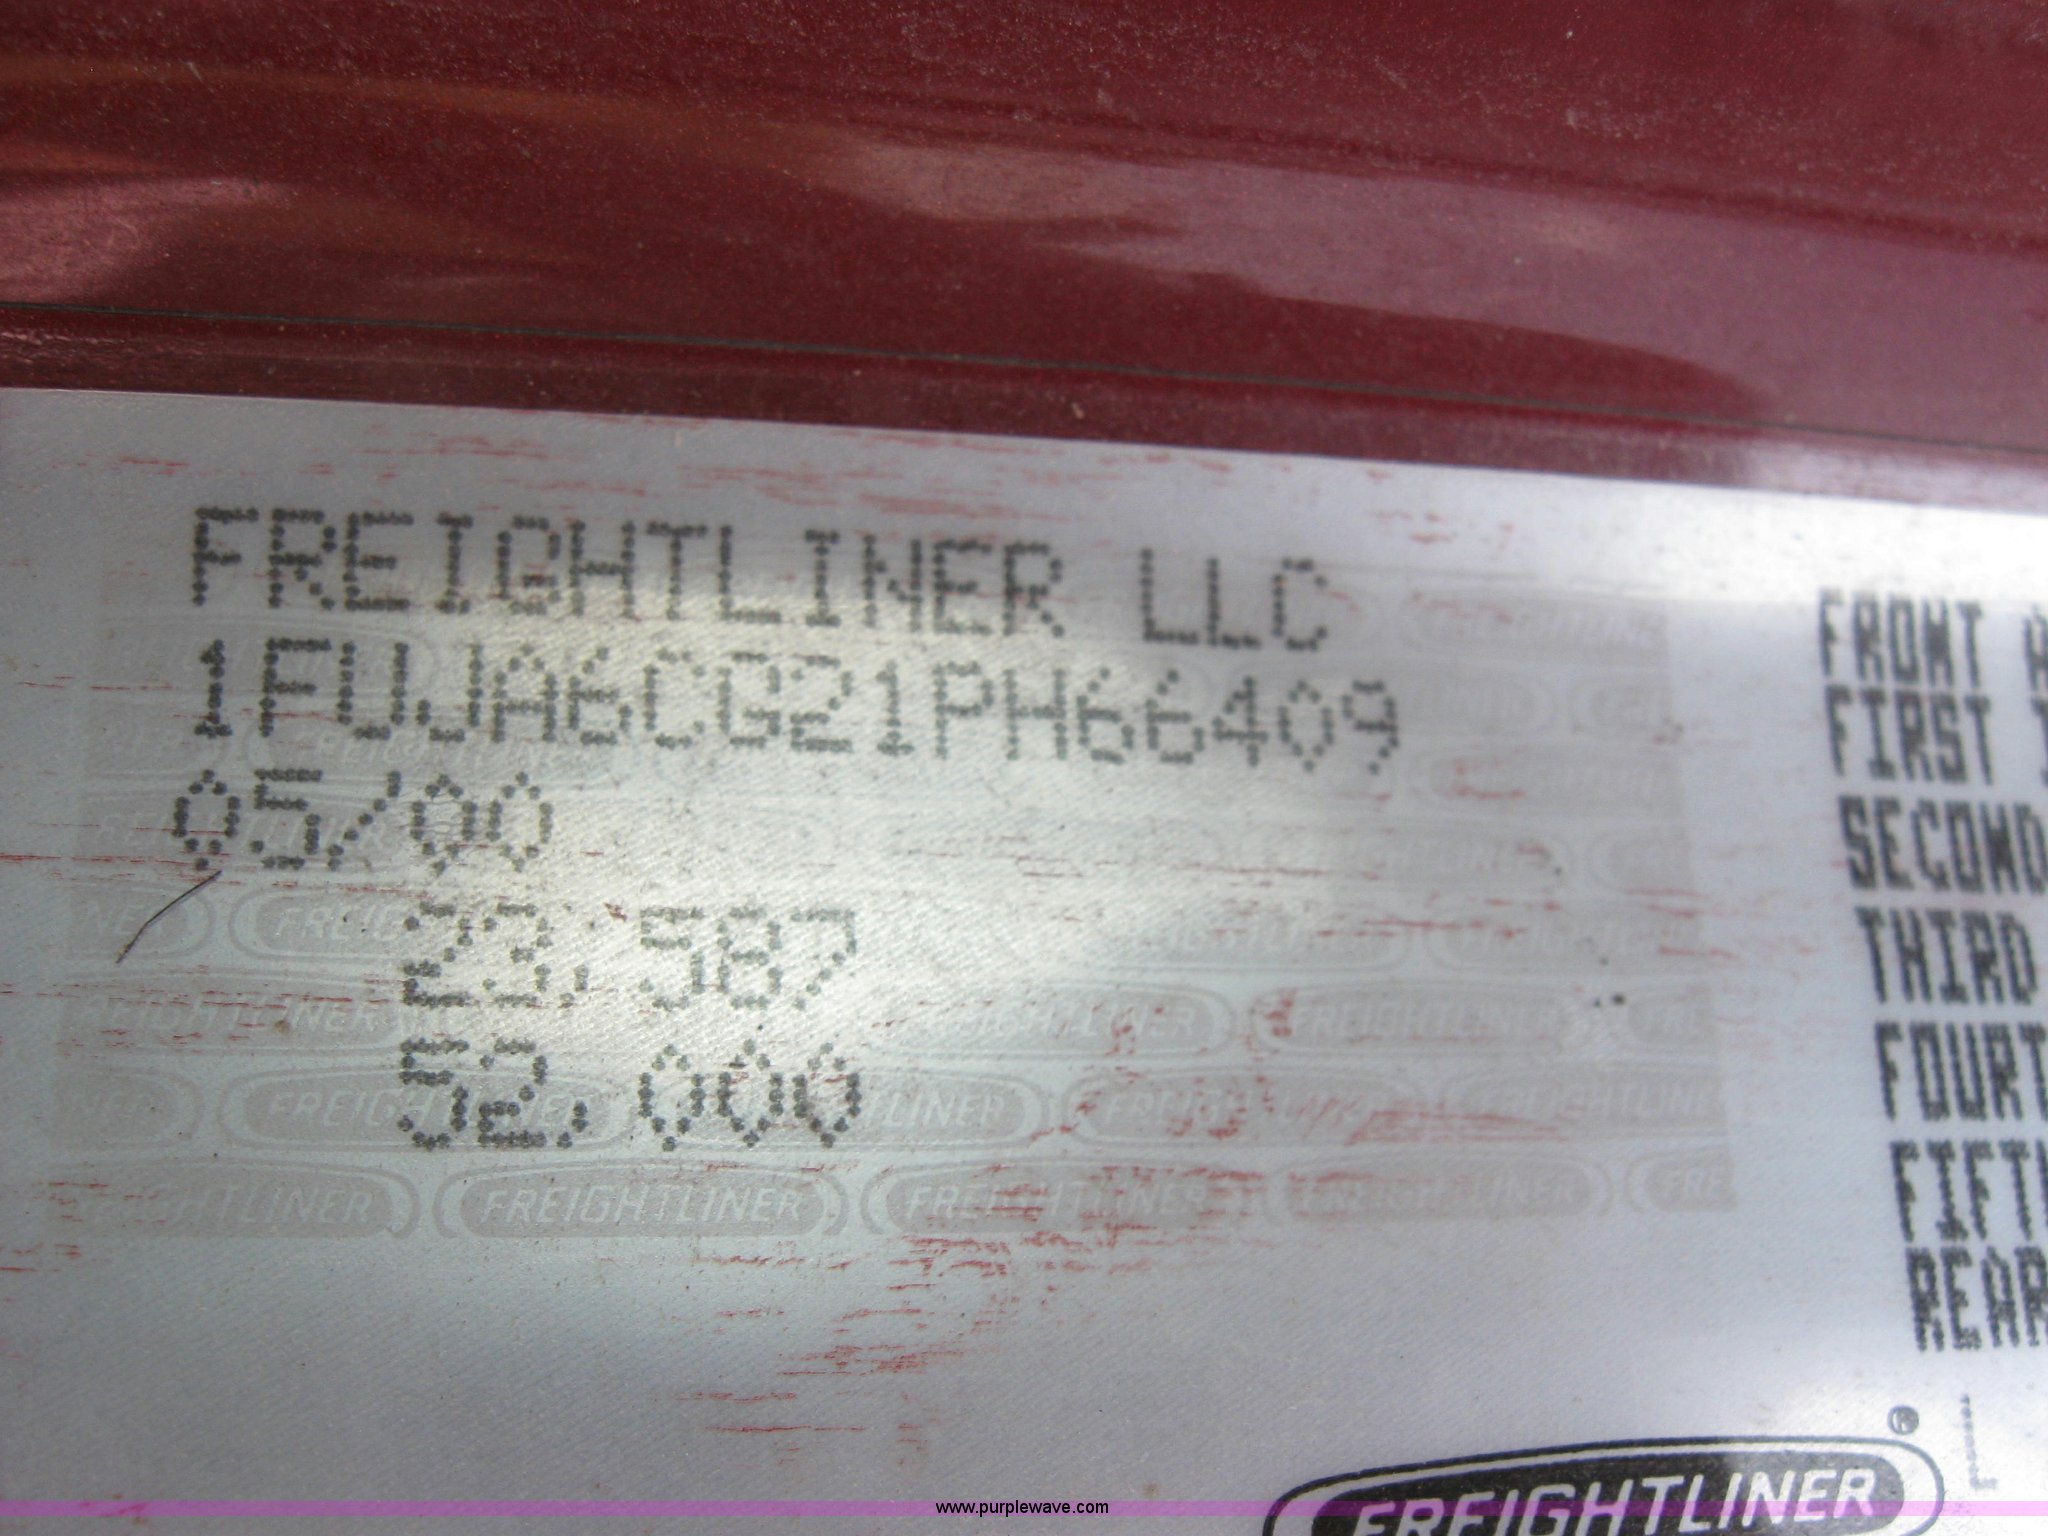 FREIGHTLINER LLC
1FUJA6CG21PH66409
05/00
23,587
52,000
FRONT
FIRST
SECOND
THIRD
FOURT
FIFTH
REAR
FREIGHTLINER®
www.purplewave.com